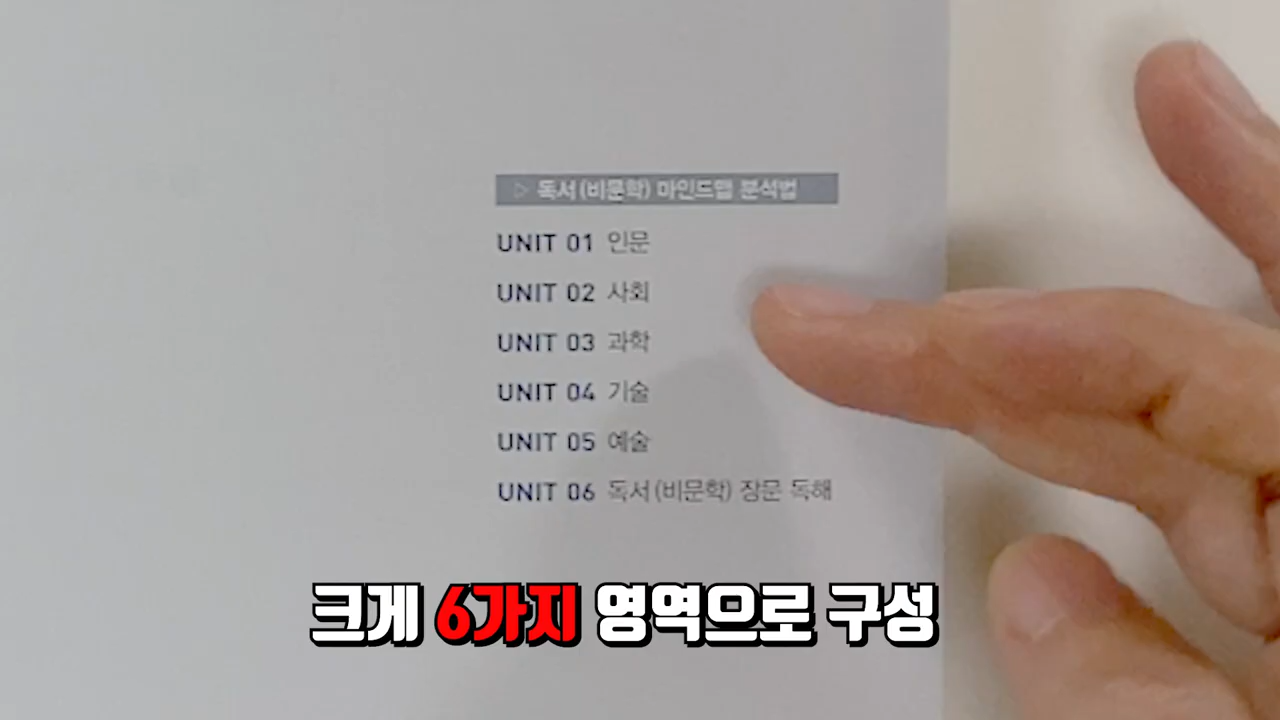 ▷ 독서(비문학) 마인드맵 분석법
UNIT 01 인문
UNIT 02 사회
UNIT 03 과학
UNIT 04 기술
UNIT 05 예술
UNIT 06 독서(비문학) 장문 독해
크게 6가지 영역으로 구성